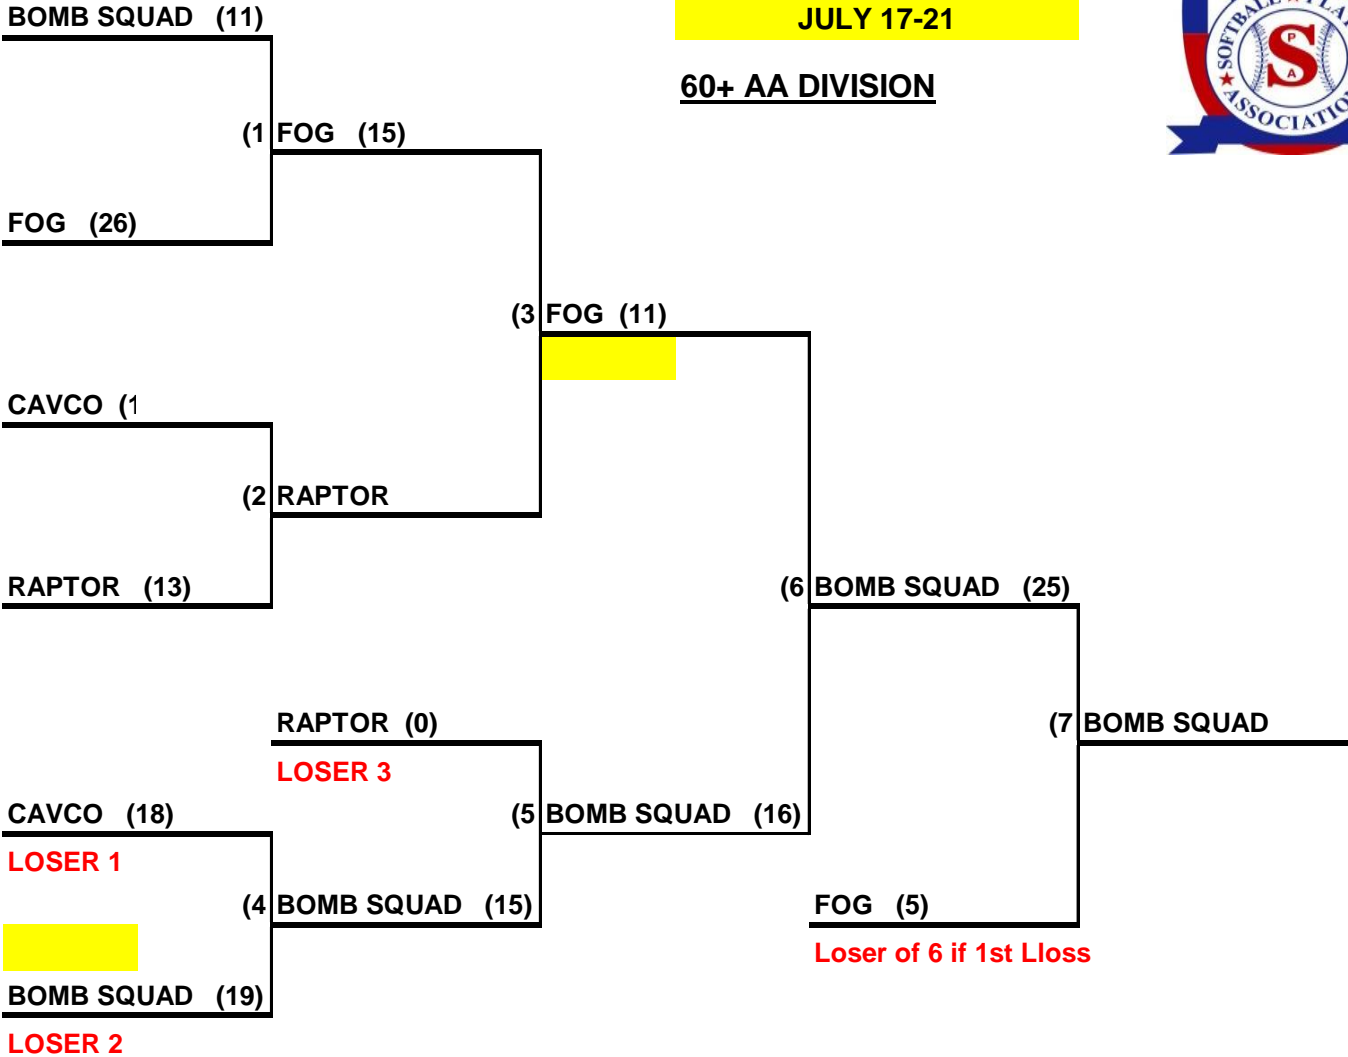 BOMB SQUAD (11)
JULY 17-21
60+ AA DIVISION
SOFTBALL
ASSOCIATIO
S
P
A
(1 FOG (15)
FOG (26)
(3 FOG (11)
CAVCO (1
(2 RAPTOR
RAPTOR (13)
(6 BOMB SQUAD (25)
RAPTOR (0)
(7 BOMB SQUAD
LOSER 3
CAVCO (18)
(5 BOMB SQUAD (16)
LOSER 1
(4 BOMB SQUAD (15)
FOG (5)
Loser of 6 if 1st Lloss
BOMB SQUAD (19)
LOSER 2